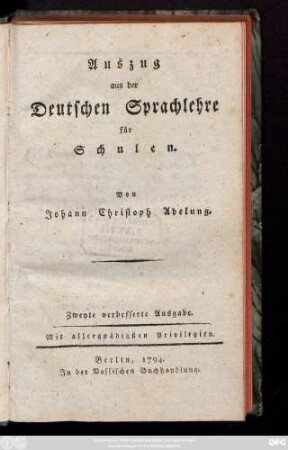 Auszug
aus der
Deutschen Sprachlehre
für
Schulen.
Von
Johann Christoph Adelung.
Zweyte verbesserte Ausgabe.
Mit allergnädigsten Privilegien.
Berlin, 1794.
In der Vossischen Buchhandlung.